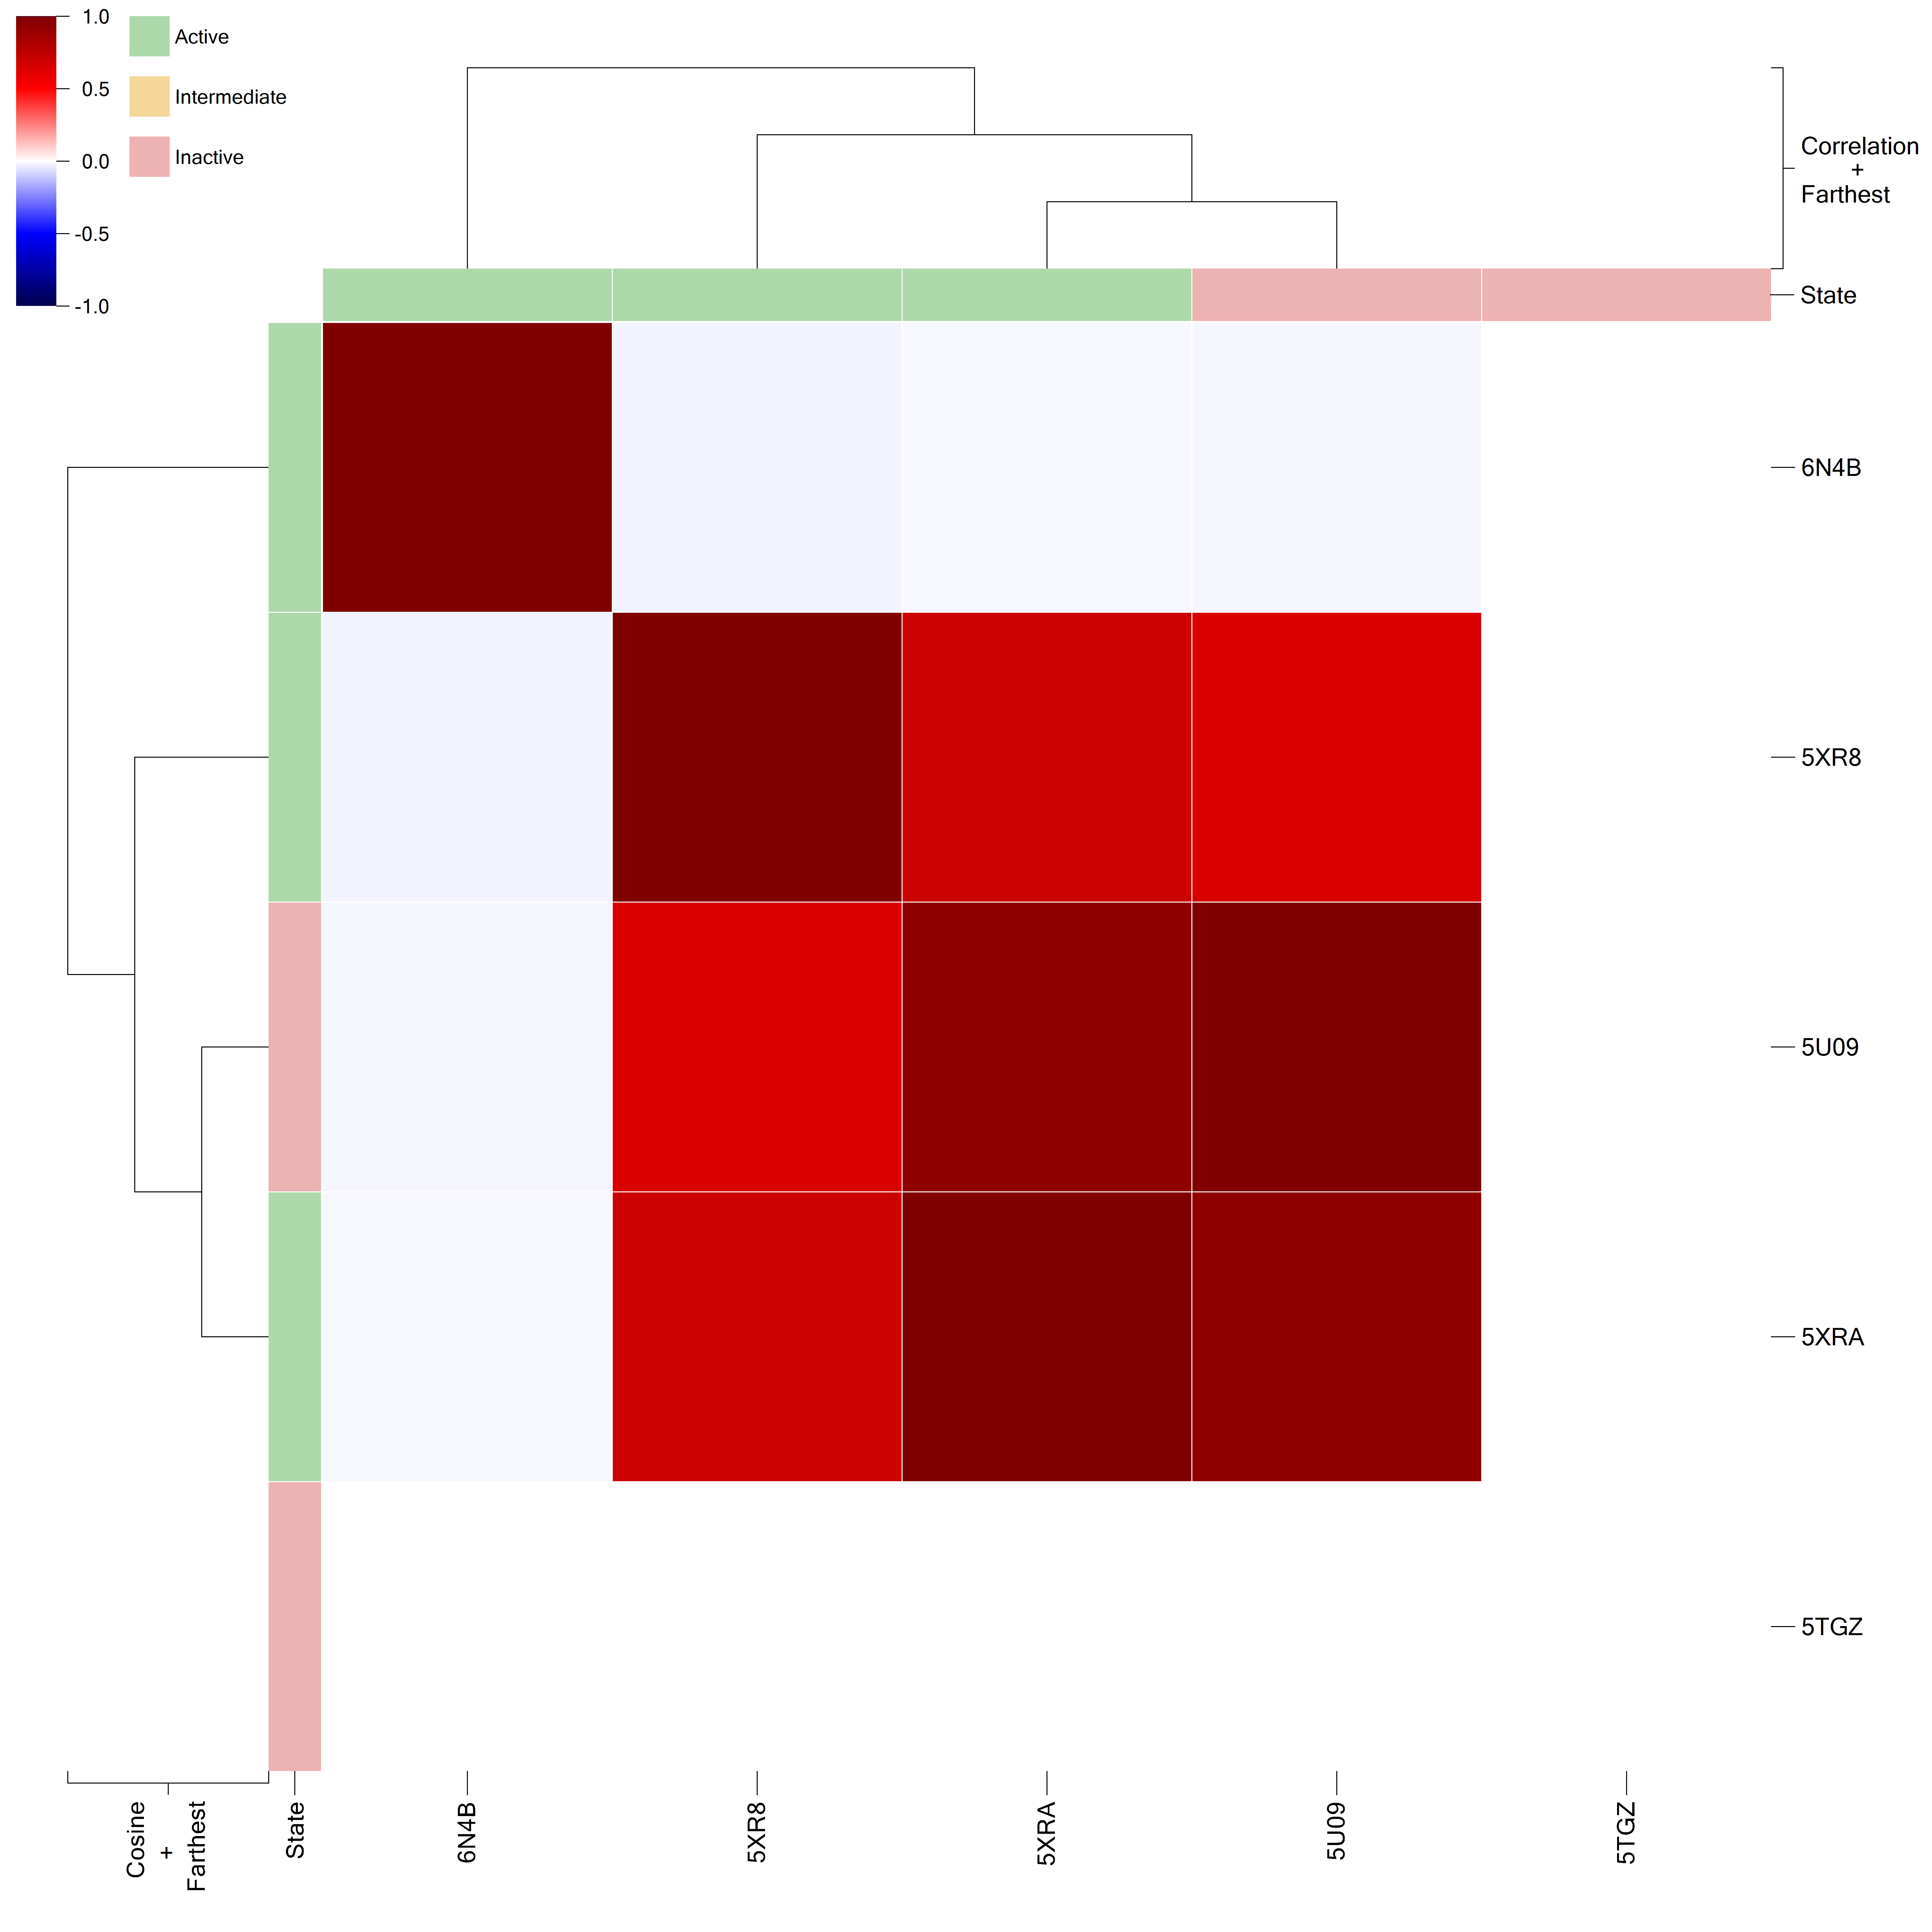 1.0
0.5
0.0
-0.5
-1.0
Active
Intermediate
Inactive
Correlation
+
Farthest
State
6N4B
5XR8
5U09
5XRA
5TGZ
Cosine
+
Farthest
State
6N4B
5XR8
5XRA
5U09
5TGZ